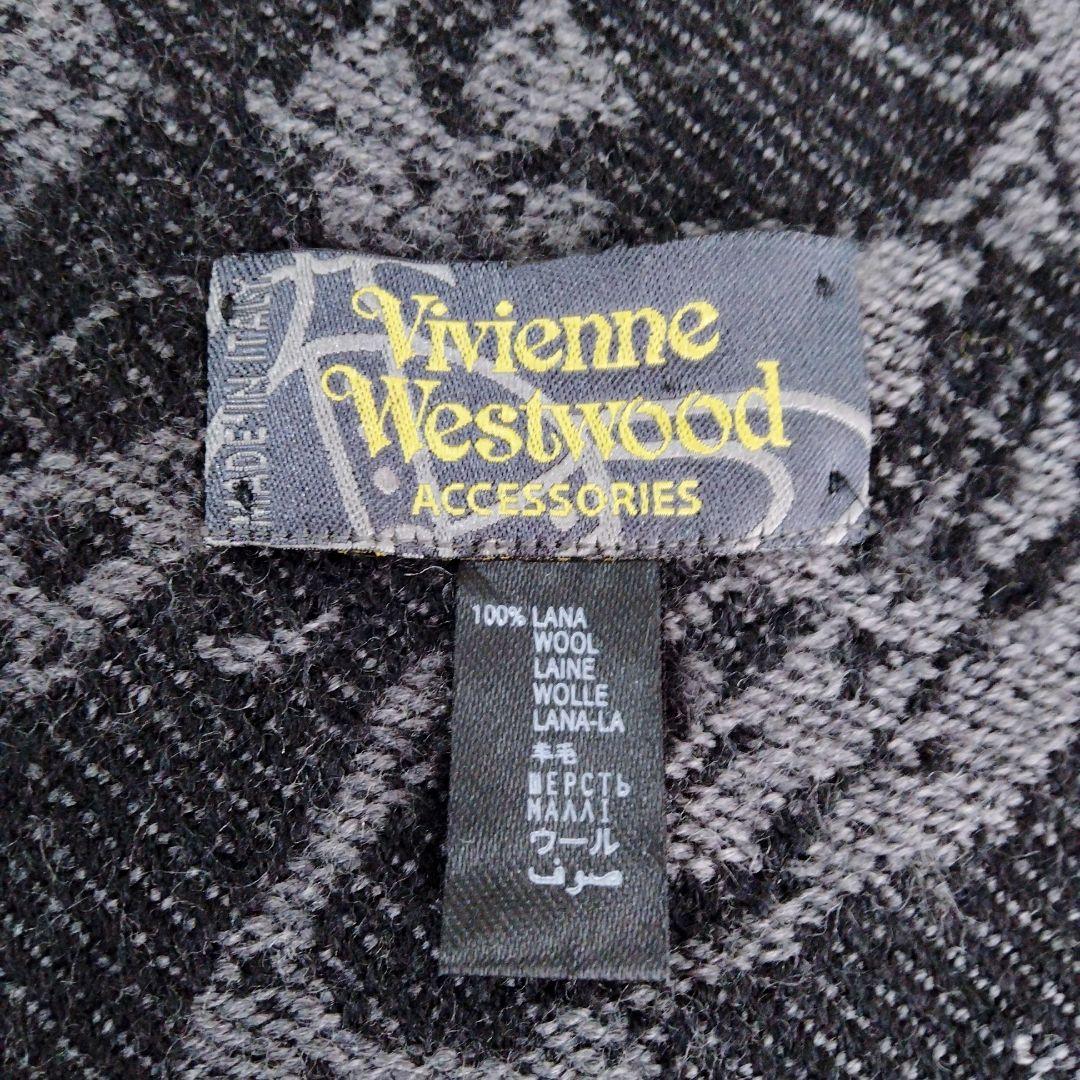 MADE IN ITALY
Vivienne
Westwood
ACCESSORIES
100% LANA
WOOL
LAINE
WOLLE
LANA-LA
羊毛
ШЕРСТЬ
ΜΑΛΛΙ
ウール
صوف